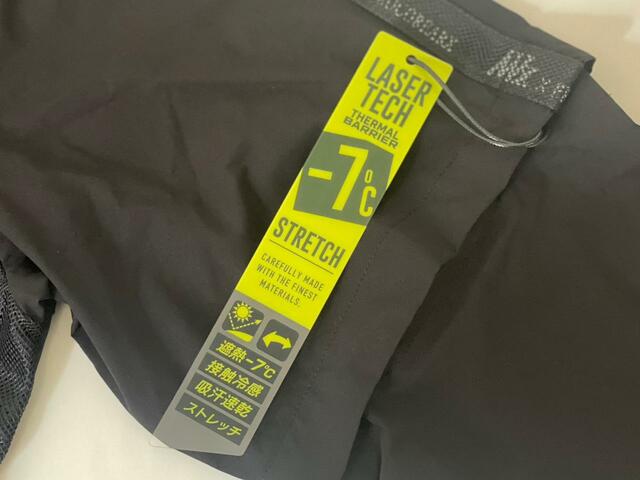 LASER
TECH
THERMAL
BARRIER
-7℃
STRETCH
CAREFULLY MADE
WITH THE FINEST
MATERIALS.
遮熱-7℃
接触冷感
吸汗速乾
ストレッチ